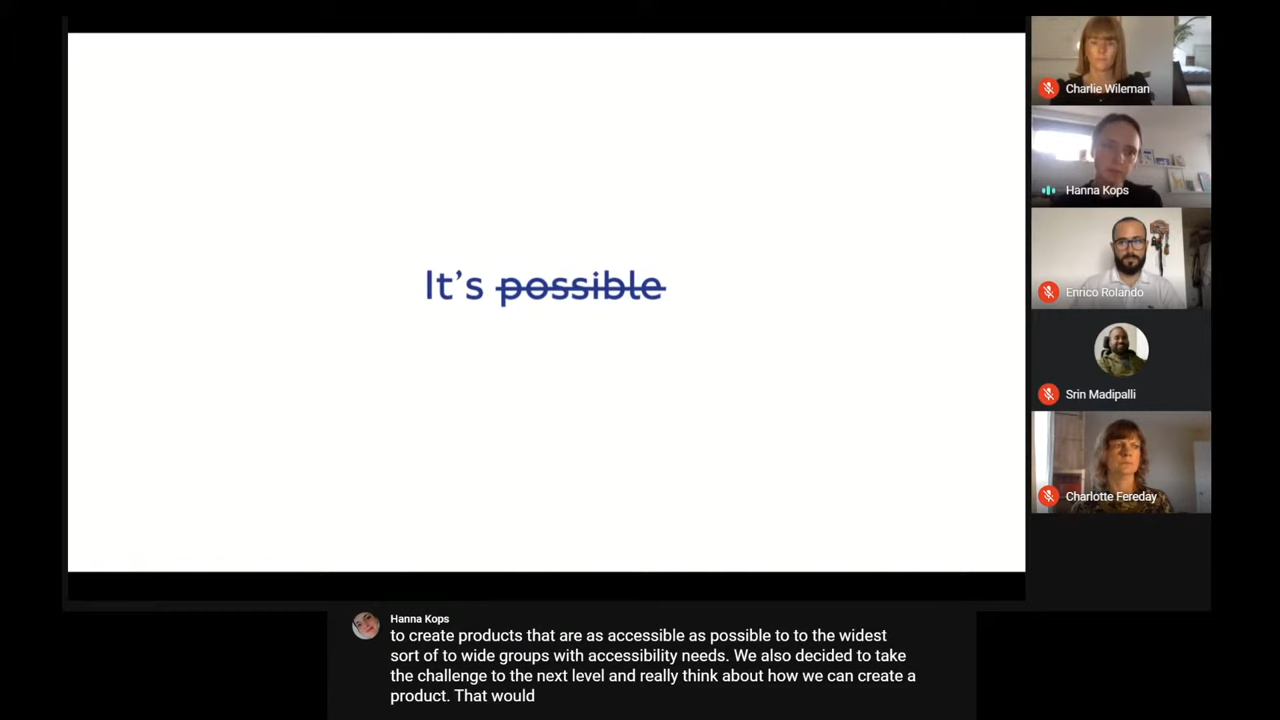 It's possible
Charlie Wileman
Hanna Kops
Enrico Rolando
Srin Madipalli
Charlotte Fereday
Hanna Kops
to create products that are as accessible as possible to to the widest
sort of to wide groups with accessibility needs. We also decided to take
the challenge to the next level and really think about how we can create a
product. That would